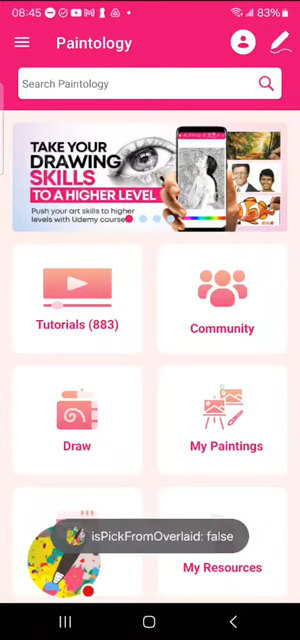 08:45
83%
Paintology
Search Paintology
TAKE YOUR
DRAWING
SKILLS
TO A HIGHER LEVEL
Push your art skills to higher
levels with Udemy course
Tutorials (883)
Community
Draw
My Paintings
isPickFromOverlaid: false
My Resources